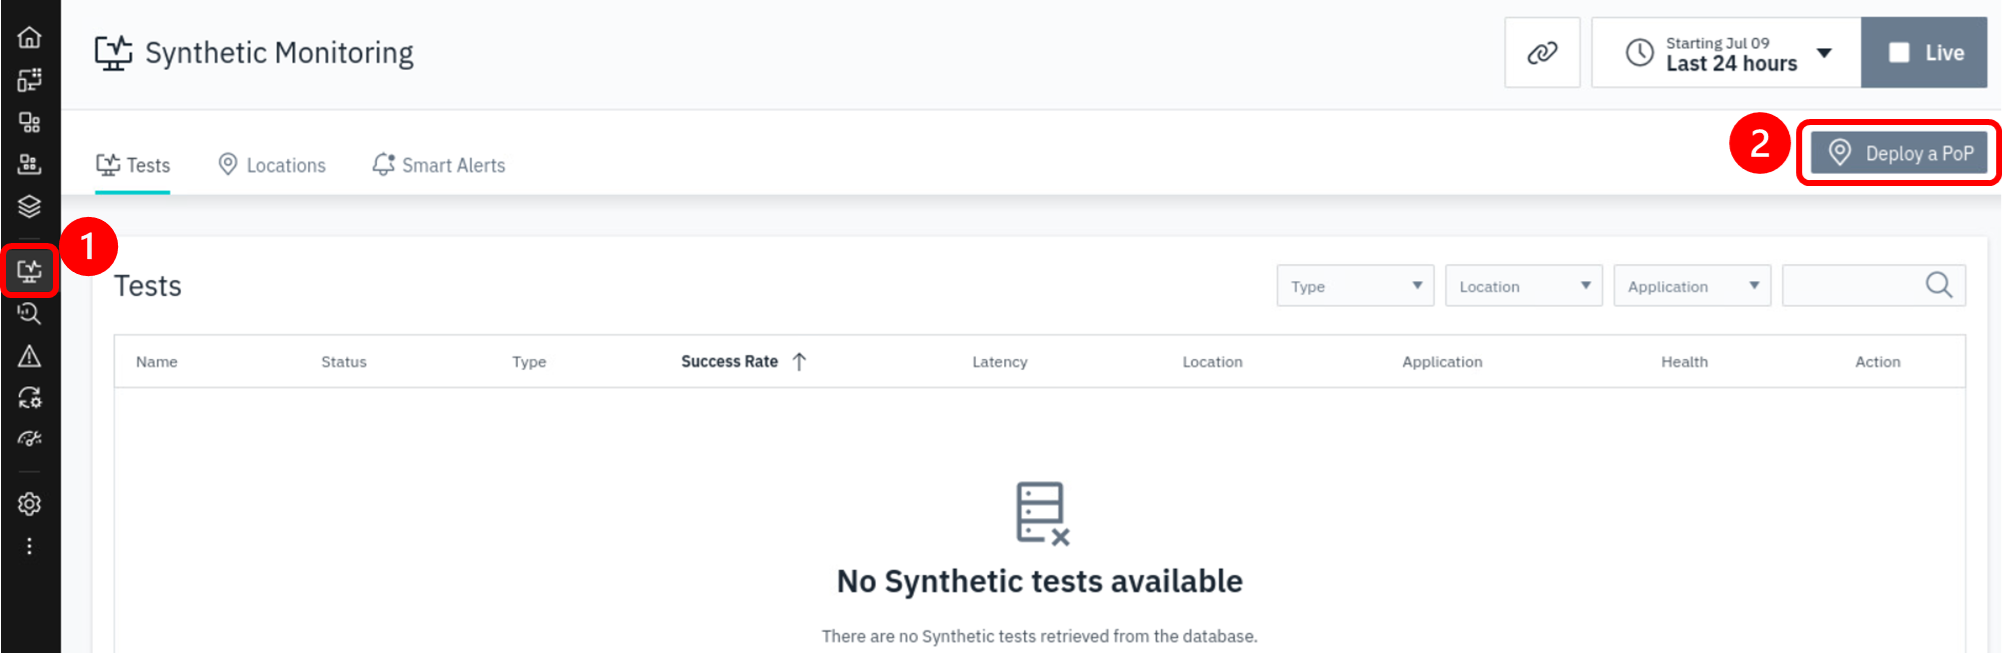 Synthetic Monitoring
Starting Jul 09
Last 24 hours
Live
Tests
Locations
Smart Alerts
2
Deploy a PoP
1
Tests
Type
Location
Application
Name
Status
Type
Success Rate
Latency
Location
Application
Health
Action
No Synthetic tests available
There are no Synthetic tests retrieved from the database.